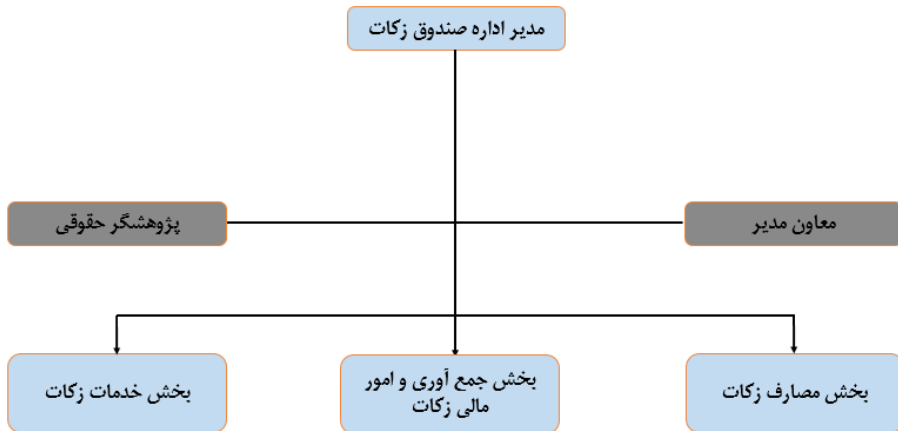 مدیر اداره صندوق زکات
معاون مدیر
پژوهشگر حقوقی
بخش مصارف زکات
بخش جمع آوری و امور
مالی زکات
بخش خدمات زکات